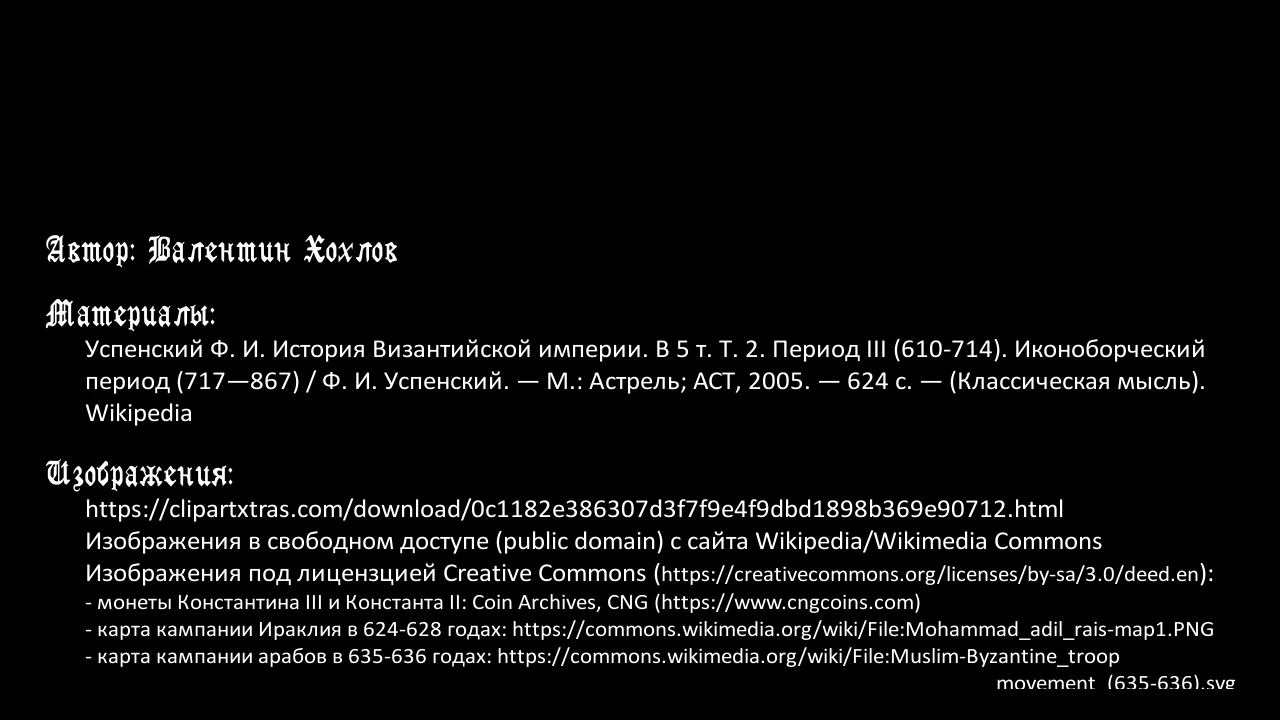 Автор: Валентин Хохлов
Материалы:
Успенский Ф. И. История Византийской империи. В 5 т. Т. 2. Период III (610-714). Иконоборческий
период (717—867) / Ф. И. Успенский. — М.: Астрель; АСТ, 2005. — 624 с. — (Классическая мысль).
Wikipedia
Изображения:
https://clipartxtras.com/download/0c1182e386307d3f7f9e4f9dbd1898b369e90712.html
Изображения в свободном доступе (public domain) с сайта Wikipedia/Wikimedia Commons
Изображения под лицензцией Creative Commons (https://creativecommons.org/licenses/by-sa/3.0/deed.en):
- монеты Константина III и Константа II: Coin Archives, CNG (https://www.cngcoins.com)
- карта кампании Ираклия в 624-628 годах: https://commons.wikimedia.org/wiki/File:Mohammad_adil_rais-map1.PNG
- карта кампании арабов в 635-636 годах: https://commons.wikimedia.org/wiki/File:Muslim-Byzantine_troop
movement_(635-636).svg